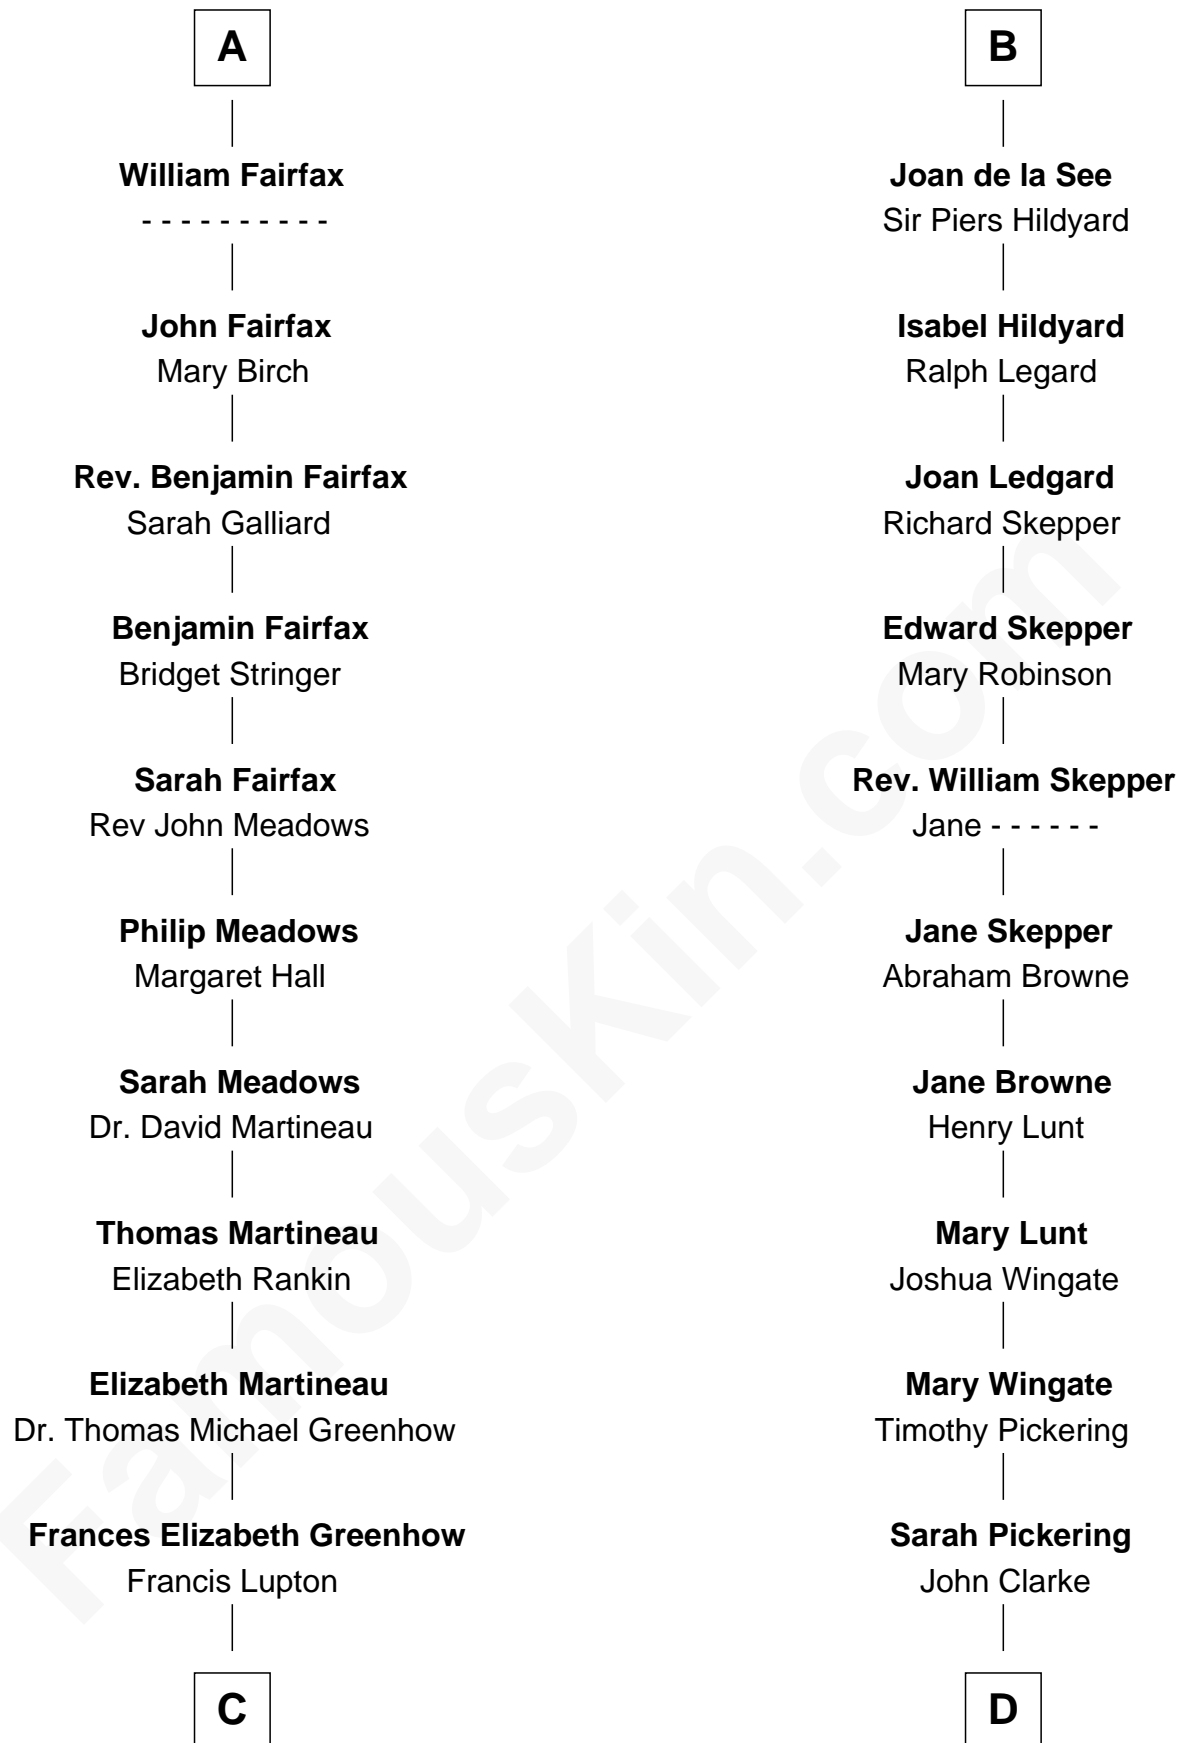 A
William Fairfax
- - - - - - - - - -
John Fairfax
Mary Birch
Rev. Benjamin Fairfax
Sarah Galliard
Benjamin Fairfax
Bridget Stringer
Sarah Fairfax
Rev John Meadows
Philip Meadows
Margaret Hall
Sarah Meadows
Dr. David Martineau
Thomas Martineau
Elizabeth Rankin
Elizabeth Martineau
Dr. Thomas Michael Greenhow
Frances Elizabeth Greenhow
Francis Lupton
C
B
Joan de la See
Sir Piers Hildyard
Isabel Hildyard
Ralph Legard
Joan Ledgard
Richard Skepper
Edward Skepper
Mary Robinson
Rev. William Skepper
Jane - - - - - -
Jane Skepper
Abraham Browne
Jane Browne
Henry Lunt
Mary Lunt
Joshua Wingate
Mary Wingate
Timothy Pickering
Sarah Pickering
John Clarke
D
FamousKin.com